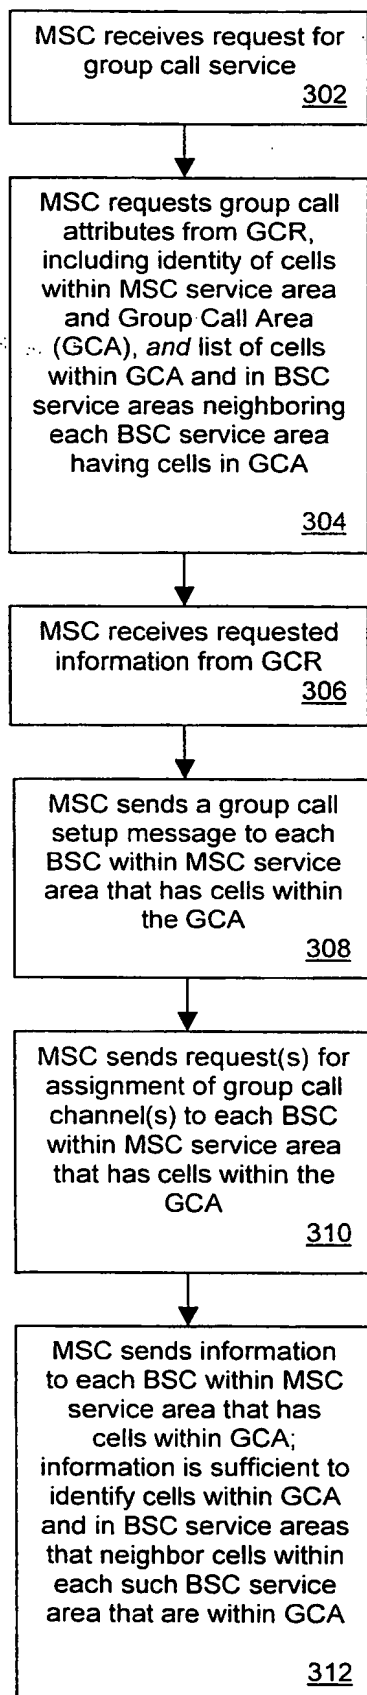 MSC receives request for
group call service
302
MSC requests group call
attributes from GCR,
including identity of cells
within MSC service area
and Group Call Area
(GCA), and list of cells
within GCA and in BSC
service areas neighboring
each BSC service area
having cells in GCA
304
MSC receives requested
information from GCR
306
MSC sends a group call
setup message to each
BSC within MSC service
area that has cells within
the GCA
308
MSC sends request(s) for
assignment of group call
channel(s) to each BSC
within MSC service area
that has cells within the
GCA
310
MSC sends information
to each BSC within MSC
service area that has
cells within GCA;
information is sufficient to
identify cells within GCA
and in BSC service areas
that neighbor cells within
each such BSC service
area that are within GCA
312